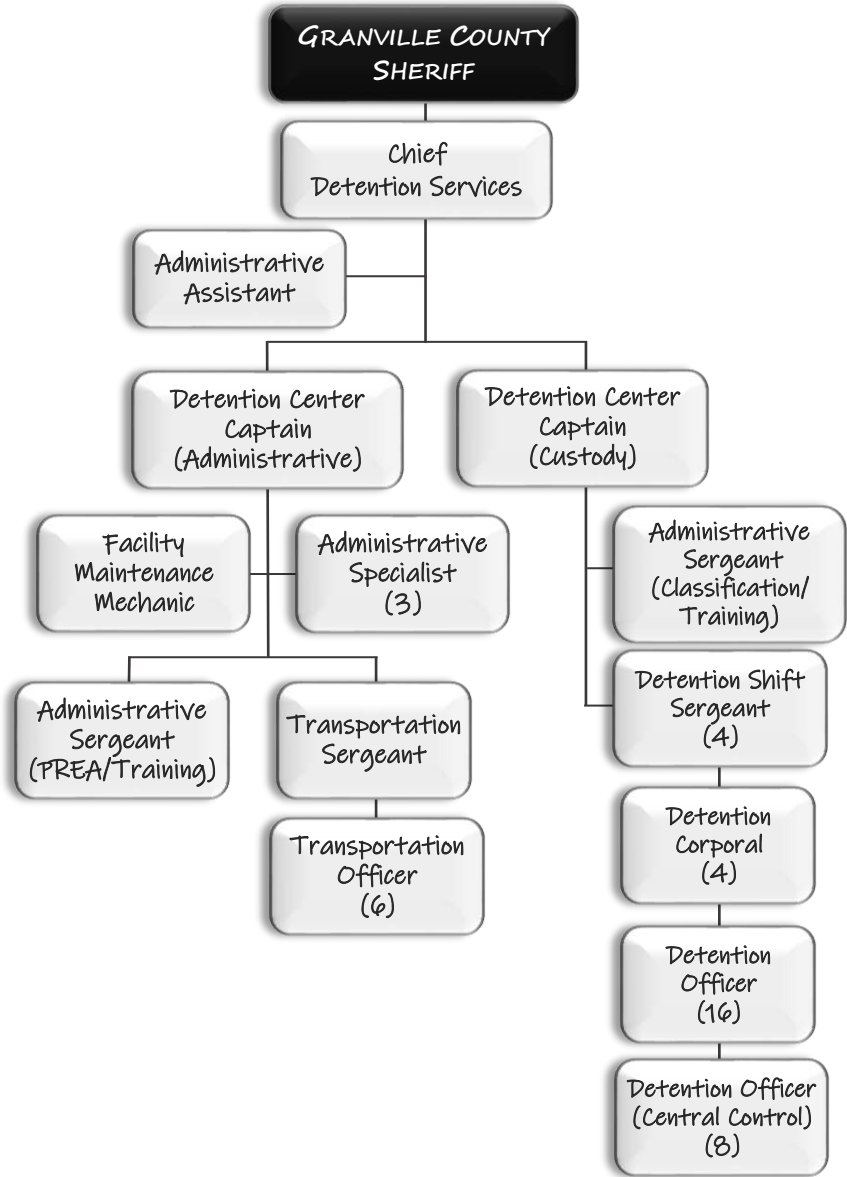 GRANVILLE COUNTY
SHERIFF
Chief
Detention Services
Administrative
Assistant
Detention Center
Captain
(Administrative)
Detention Center
Captain
(Custody)
Facility
Maintenance
Mechanic
Administrative
Specialist
(3)
Administrative
Sergeant
(Classification/
Training)
Administrative
Sergeant
(PREA/Training)
Transportation
Sergeant
Detention Shift
Sergeant
(4)
Transportation
Officer
(6)
Detention
Corporal
(4)
Detention
Officer
(16)
Detention Officer
(Central Control)
(8)